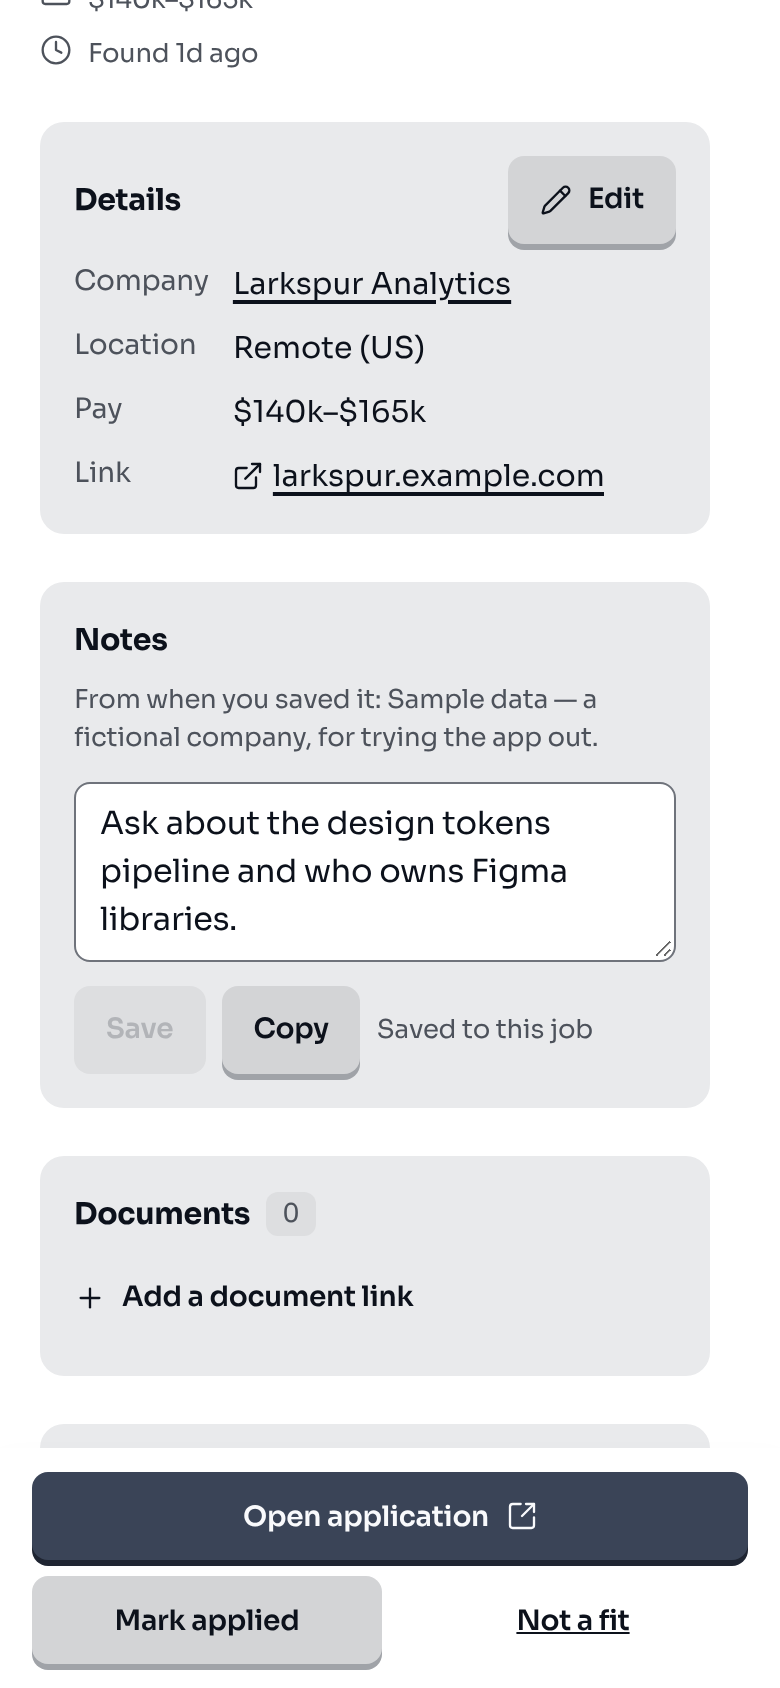 $140k–$165k
Found 1d ago
Details
Edit
Company Larkspur Analytics
Location Remote (US)
Pay $140k–$165k
Link larkspur.example.com
Notes
From when you saved it: Sample data — a
fictional company, for trying the app out.
Ask about the design tokens
pipeline and who owns Figma
libraries.
Save Copy Saved to this job
Documents 0
Add a document link
Open application
Mark applied Not a fit